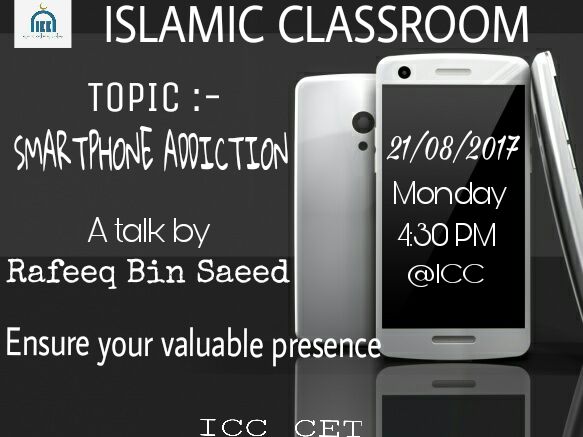 ICC
ISLAMIC CLASSROOM
TOPIC :-
SMARTPHONE ADDICTION
A talk by
Rafeeq Bin Saeed
21/08/2017
Monday
4:30 PM
@ICC
Ensure your valuable presence
ICC CET